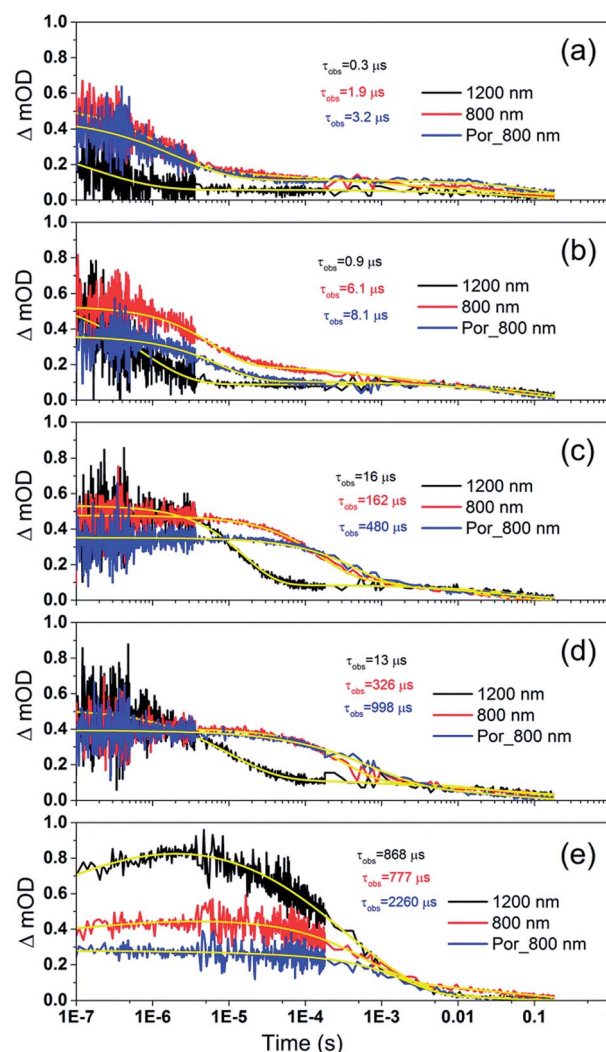 1.0
0.8
0.6
0.4
0.2
0.0
Δ mOD
(a)
τobs=0.3 μs
τobs=1.9 μs
τobs=3.2 μs
1200 nm
800 nm
Por_800 nm
1.0
0.8
0.6
0.4
0.2
0.0
Δ mOD
(b)
τobs=0.9 μs
τobs=6.1 μs
τobs=8.1 μs
1200 nm
800 nm
Por_800 nm
1.0
0.8
0.6
0.4
0.2
0.0
Δ mOD
(c)
τobs=16 μs
τobs=162 μs
τobs=480 μs
1200 nm
800 nm
Por_800 nm
1.0
0.8
0.6
0.4
0.2
0.0
Δ mOD
(d)
τobs=13 μs
τobs=326 μs
τobs=998 μs
1200 nm
800 nm
Por_800 nm
1.0
0.8
0.6
0.4
0.2
0.0
Δ mOD
(e)
τobs=868 μs
τobs=777 μs
τobs=2260 μs
1200 nm
800 nm
Por_800 nm
1E-7 1E-6 1E-5 1E-4 1E-3 0.01 0.1
Time (s)